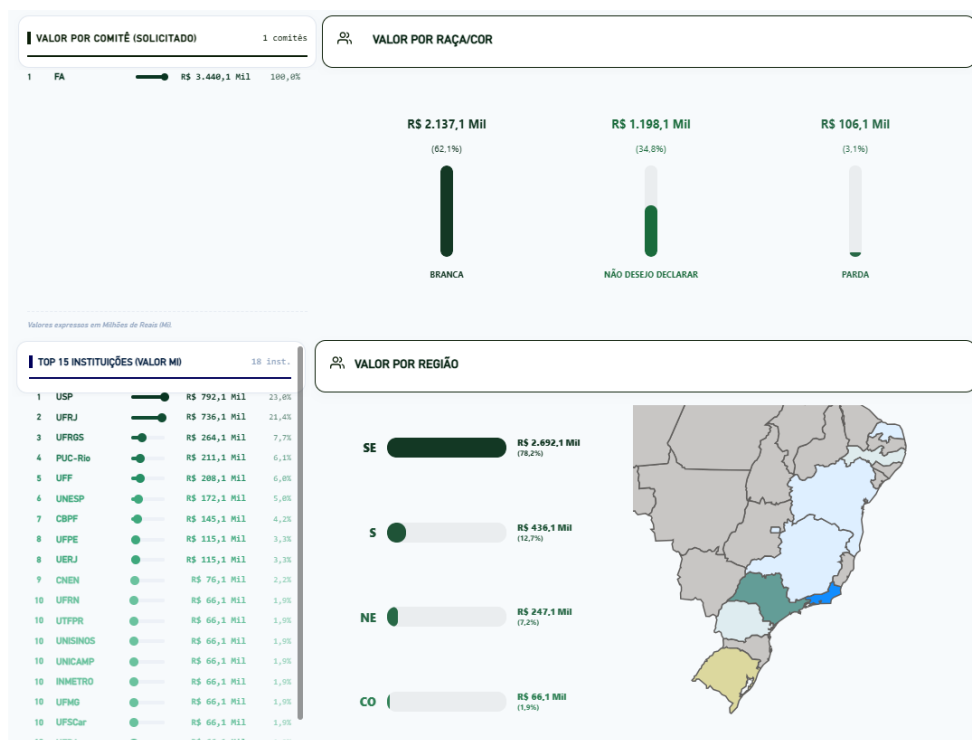 VALOR POR COMITÊ (SOLICITADO) 1 comitês
1 FA R$ 3.440,1 Mil 100,0%
Valores expressos em Milhões de Reais (Mi).
VALOR POR RAÇA/COR
R$ 2.137,1 Mil R$ 1.198,1 Mil R$ 106,1 Mil
(62,1%) (34,8%) (3,1%)
BRANCA NÃO DESEJO DECLARAR PARDA
TOP 15 INSTITUIÇÕES (VALOR MI) 18 inst.
1 USP R$ 792,1 Mil 23,0%
2 UFRJ R$ 736,1 Mil 21,4%
3 UFRGS R$ 264,1 Mil 7,7%
4 PUC-Rio R$ 211,1 Mil 6,1%
5 UFF R$ 208,1 Mil 6,0%
6 UNESP R$ 172,1 Mil 5,0%
7 CBPF R$ 145,1 Mil 4,2%
8 UFPE R$ 115,1 Mil 3,3%
8 UERJ R$ 115,1 Mil 3,3%
9 CNEN R$ 76,1 Mil 2,2%
10 UFRN R$ 66,1 Mil 1,9%
10 UTFPR R$ 66,1 Mil 1,9%
10 UNISINOS R$ 66,1 Mil 1,9%
10 UNICAMP R$ 66,1 Mil 1,9%
10 INMETRO R$ 66,1 Mil 1,9%
10 UFMG R$ 66,1 Mil 1,9%
10 UFSCar R$ 66,1 Mil 1,9%
VALOR POR REGIÃO
SE R$ 2.692,1 Mil
(78,2%)
S R$ 436,1 Mil
(12,7%)
NE R$ 247,1 Mil
(7,2%)
CO R$ 66,1 Mil
(1,9%)